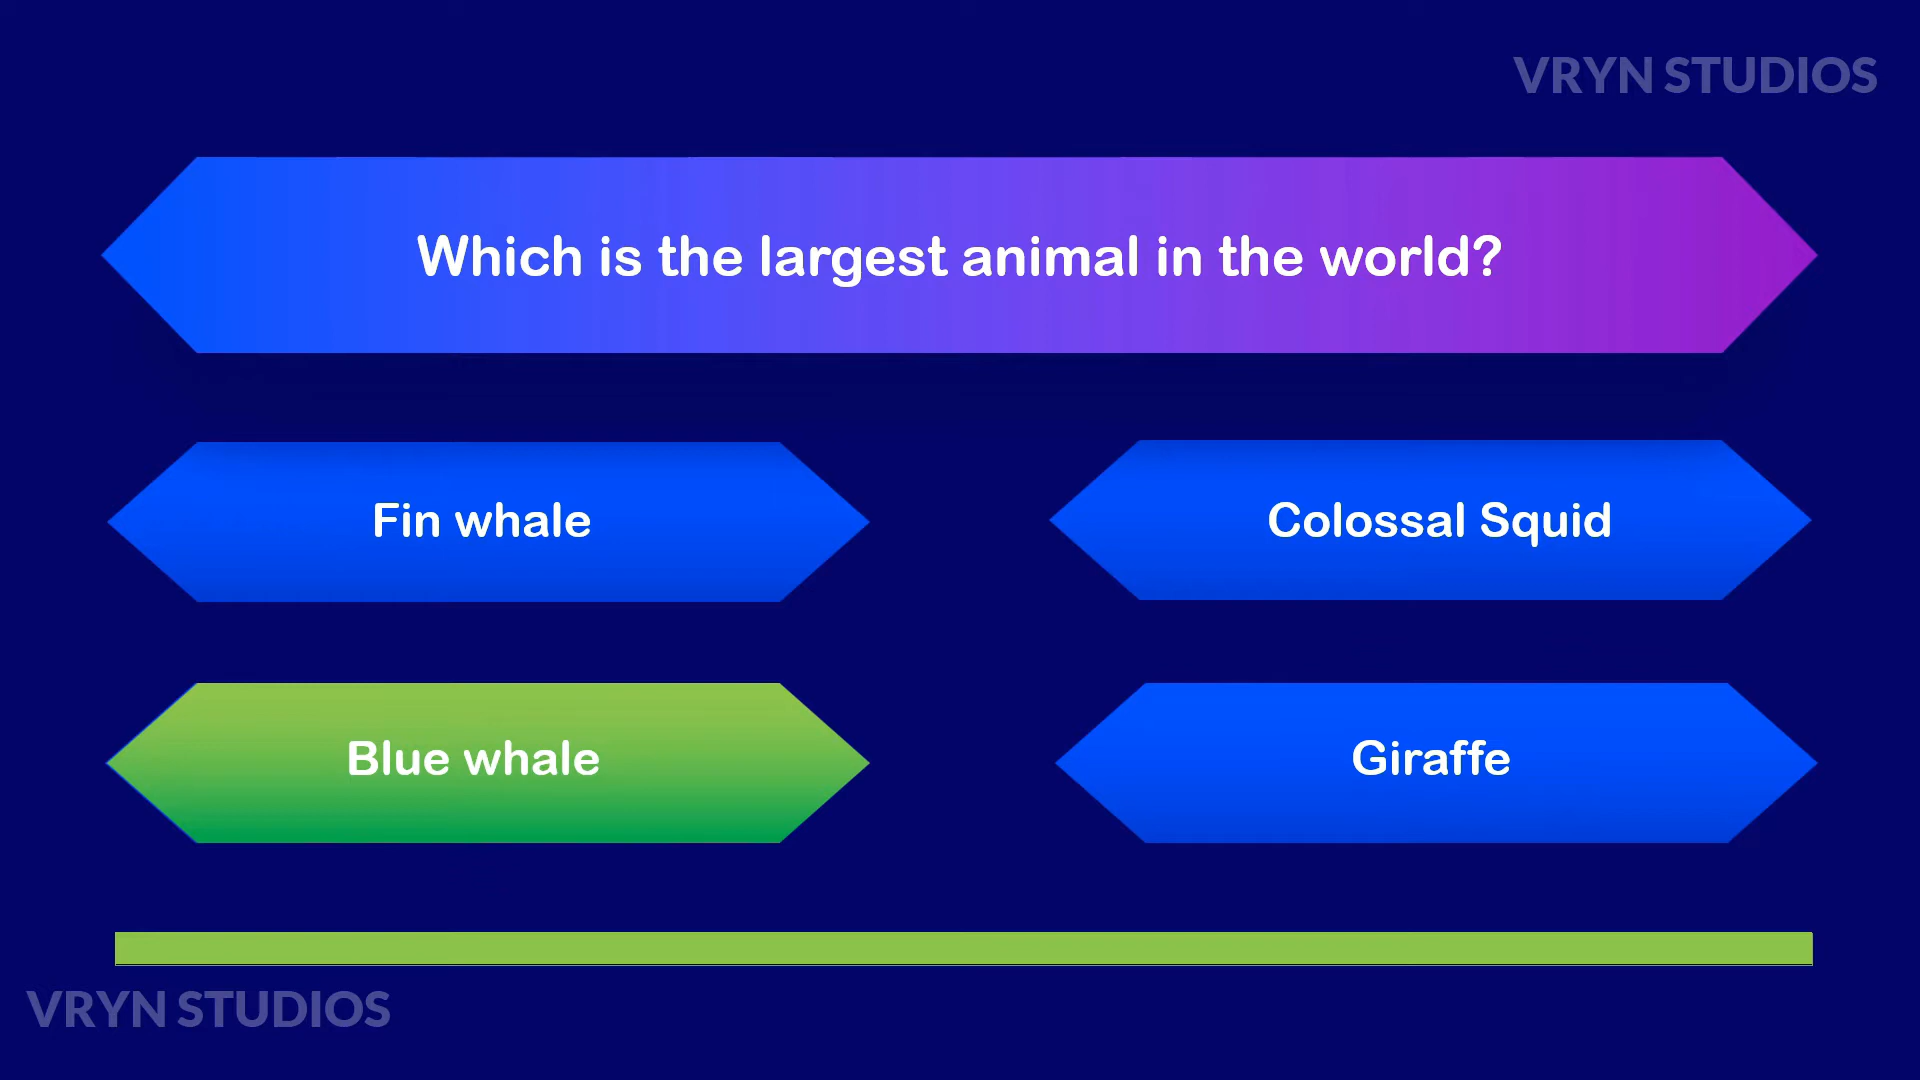 VRYN STUDIOS
Which is the largest animal in the world?
Fin whale
Colossal Squid
Blue whale
Giraffe
VRYN STUDIOS